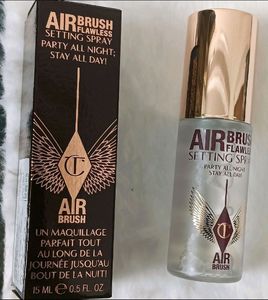 AIRBRUSH
FLAWLESS
SETTING SPRAY
PARTY ALL NIGHT;
STAY ALL DAY!
CT
AIR
BRUSH
UN MAQUILLAGE
PARFAIT TOUT
AU LONG DE LA
JOURNÉE JUSQU'AU
BOUT DE LA NUIT!
15 ML ℮ 0.5 FL. OZ
AIRBRUSH
FLAWLESS
SETTING SPRAY
PARTY ALL NIGHT;
STAY ALL DAY!
CT
AIR
BRUSH